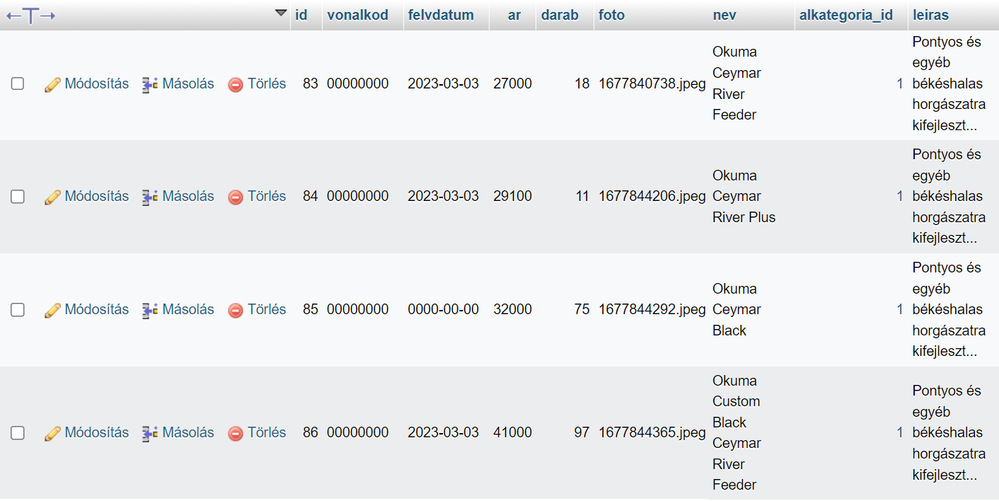 ←T→ id vonalkod felvdatum ar darab foto nev alkategoria_id leiras
Módosítás Másolás Törlés 83 00000000 2023-03-03 27000 18 1677840738.jpeg
Okuma
Ceymar
River
Feeder
1
Pontyos és
egyéb
békéshalas
horgászatra
kifejleszt...
Módosítás Másolás Törlés 84 00000000 2023-03-03 29100 11 1677844206.jpeg
Okuma
Ceymar
River Plus
1
Pontyos és
egyéb
békéshalas
horgászatra
kifejleszt...
Módosítás Másolás Törlés 85 00000000 0000-00-00 32000 75 1677844292.jpeg
Okuma
Ceymar
Black
1
Pontyos és
egyéb
békéshalas
horgászatra
kifejleszt...
Módosítás Másolás Törlés 86 00000000 2023-03-03 41000 97 1677844365.jpeg
Okuma
Custom
Black
Ceymar
River
Feeder
1
Pontyos és
egyéb
békéshalas
horgászatra
kifejleszt...